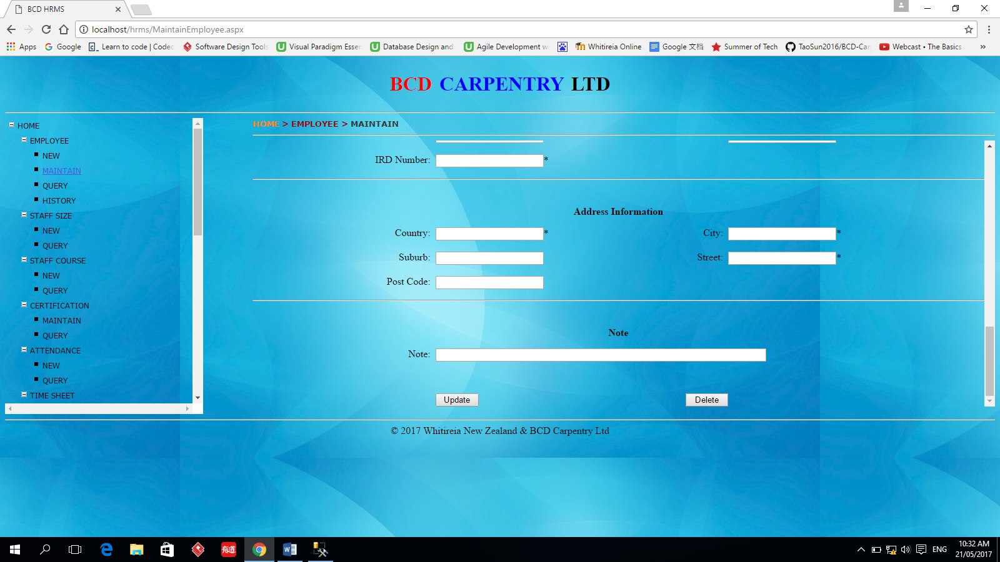 BCD HRMS
localhost/hrms/MaintainEmployee.aspx
Apps Google Learn to code | Codec Software Design Tools Visual Paradigm Essen Database Design and Agile Development w Whitireia Online Google 文档 Summer of Tech TaoSun2016/BCD-Car Webcast • The Basics »
BCD CARPENTRY LTD
HOME > EMPLOYEE > MAINTAIN
HOME
EMPLOYEE
NEW
MAINTAIN
QUERY
HISTORY
STAFF SIZE
NEW
QUERY
STAFF COURSE
NEW
QUERY
CERTIFICATION
MAINTAIN
QUERY
ATTENDANCE
NEW
QUERY
TIME SHEET
IRD Number: *
Address Information
Country: * City: *
Suburb: Street: *
Post Code:
Note
Note:
Update Delete
© 2017 Whitireia New Zealand & BCD Carpentry Ltd
有道
ENG
10:32 AM
21/05/2017